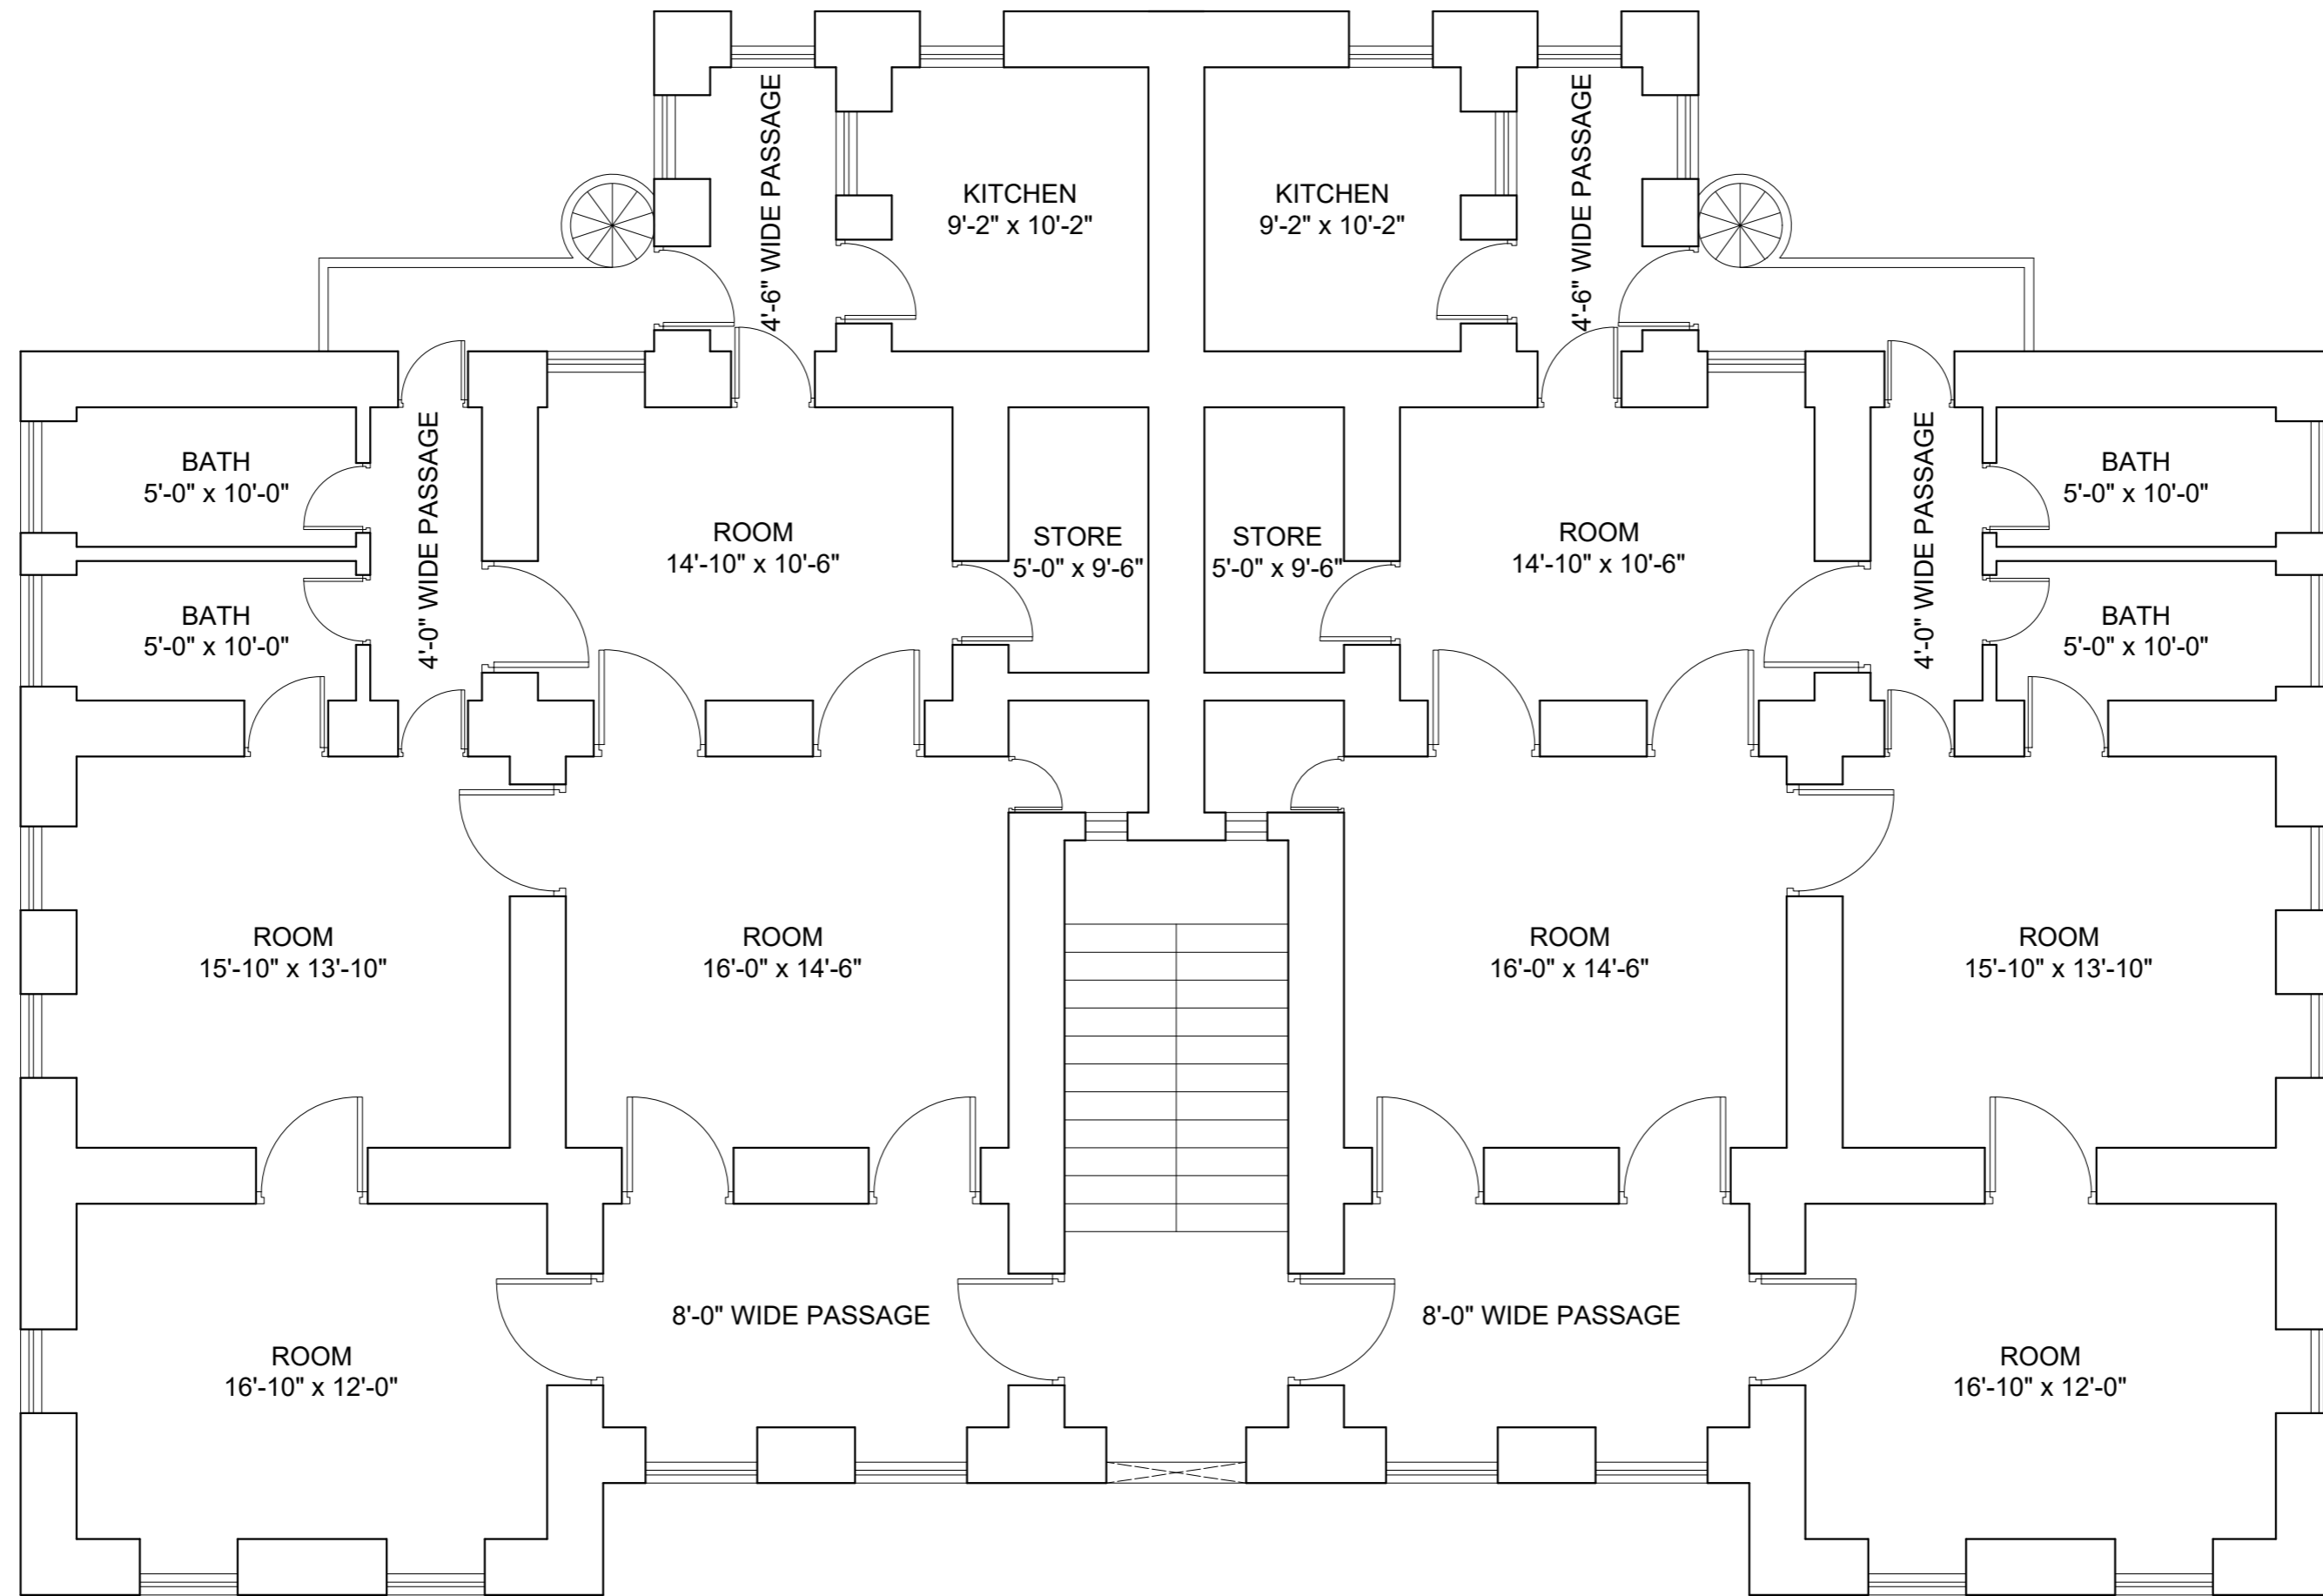 4'-6" WIDE PASSAGE
KITCHEN
9'-2" x 10'-2"
KITCHEN
9'-2" x 10'-2"
4'-6" WIDE PASSAGE
BATH
5'-0" x 10'-0"
4'-0" WIDE PASSAGE
ROOM
14'-10" x 10'-6"
STORE
5'-0" x 9'-6"
STORE
5'-0" x 9'-6"
ROOM
14'-10" x 10'-6"
4'-0" WIDE PASSAGE
BATH
5'-0" x 10'-0"
BATH
5'-0" x 10'-0"
BATH
5'-0" x 10'-0"
ROOM
15'-10" x 13'-10"
ROOM
16'-0" x 14'-6"
ROOM
16'-0" x 14'-6"
ROOM
15'-10" x 13'-10"
8'-0" WIDE PASSAGE
8'-0" WIDE PASSAGE
ROOM
16'-10" x 12'-0"
ROOM
16'-10" x 12'-0"